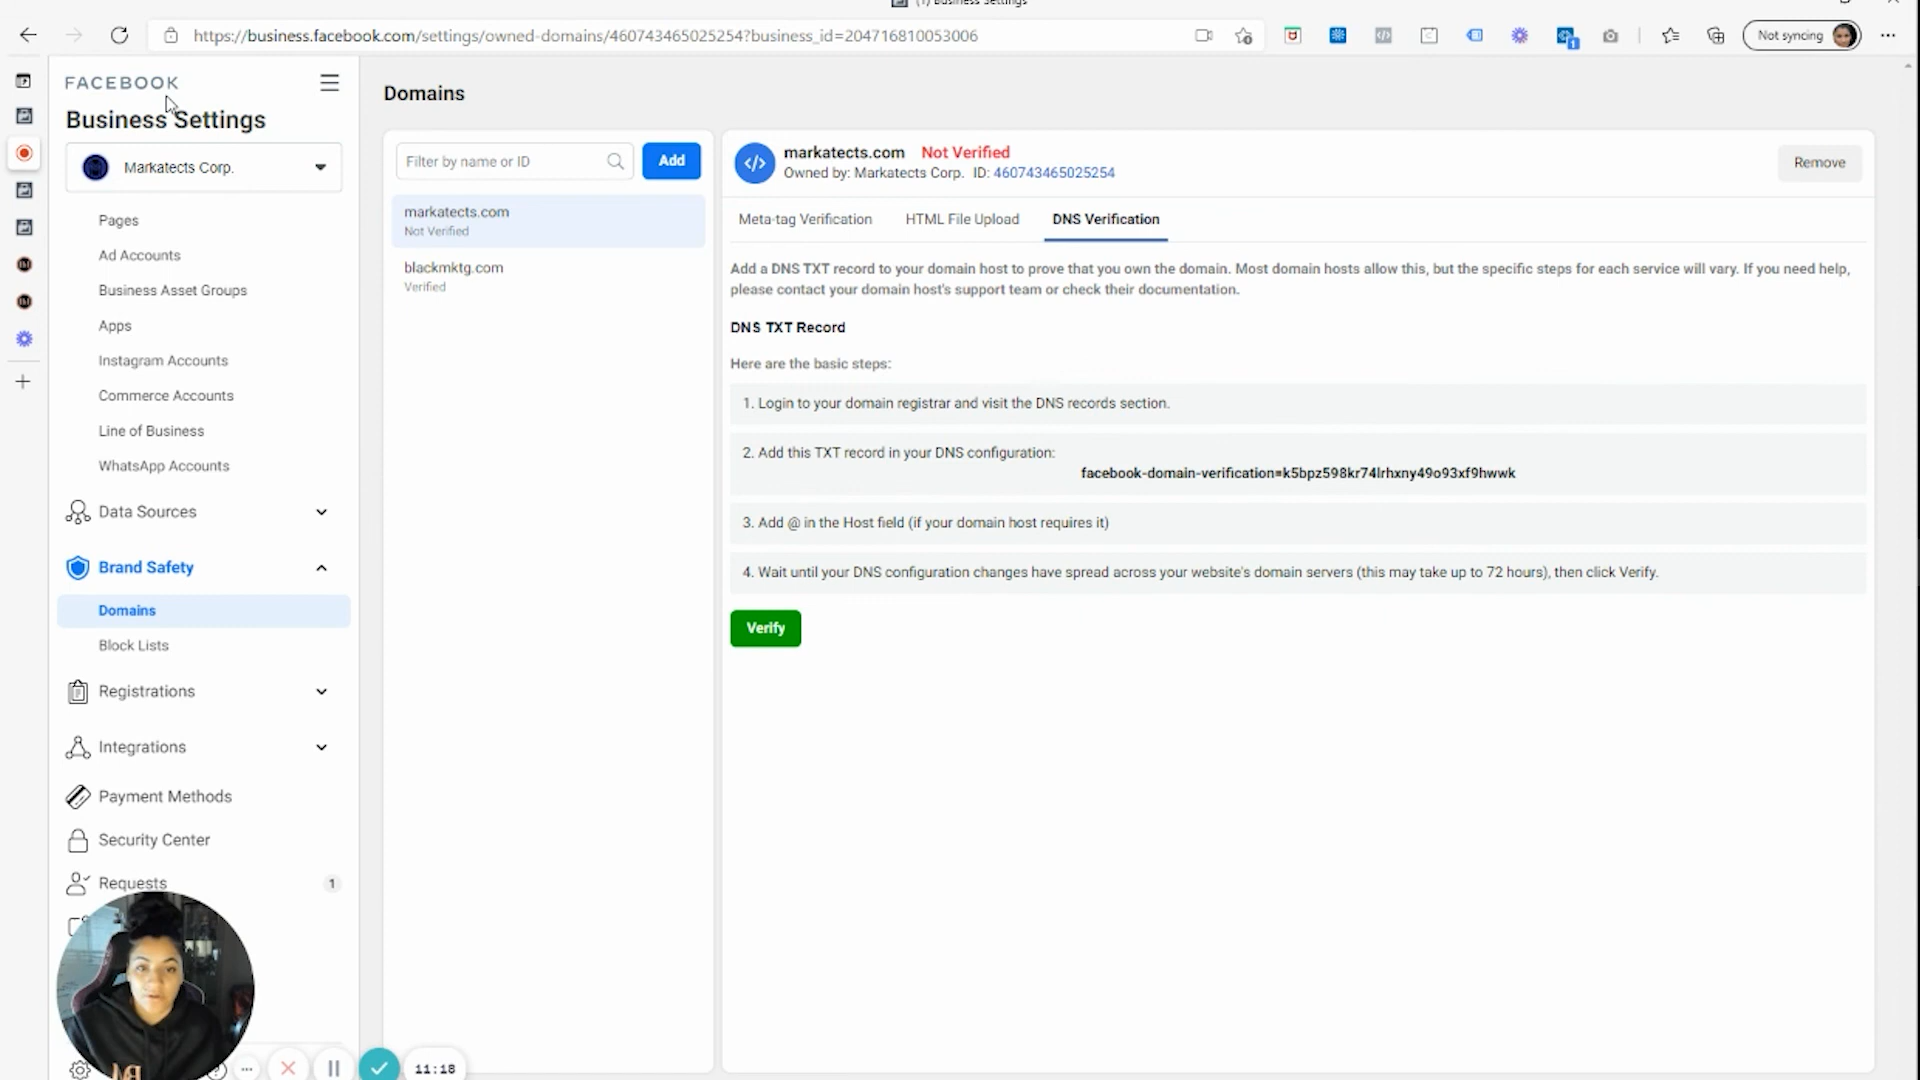 (1) Business Settings
https://business.facebook.com/settings/owned-domains/460743465025254?business_id=204716810053006
Not syncing
1
FACEBOOK
Business Settings
Markatects Corp.
Pages
Ad Accounts
Business Asset Groups
Apps
Instagram Accounts
Commerce Accounts
Line of Business
WhatsApp Accounts
Data Sources
Brand Safety
Domains
Block Lists
Registrations
Integrations
Payment Methods
Security Center
Requests
1
11:18
Domains
Filter by name or ID
Add
markatects.com
Not Verified
blackmktg.com
Verified
markatects.com Not Verified
Owned by: Markatects Corp. ID: 460743465025254
Remove
Meta-tag Verification HTML File Upload DNS Verification
Add a DNS TXT record to your domain host to prove that you own the domain. Most domain hosts allow this, but the specific steps for each service will vary. If you need help,
please contact your domain host's support team or check their documentation.
DNS TXT Record
Here are the basic steps:
1. Login to your domain registrar and visit the DNS records section.
2. Add this TXT record in your DNS configuration:
facebook-domain-verification=k5bpz598kr74lrhxny49o93xf9hwwk
3. Add @ in the Host field (if your domain host requires it)
4. Wait until your DNS configuration changes have spread across your website's domain servers (this may take up to 72 hours), then click Verify.
Verify